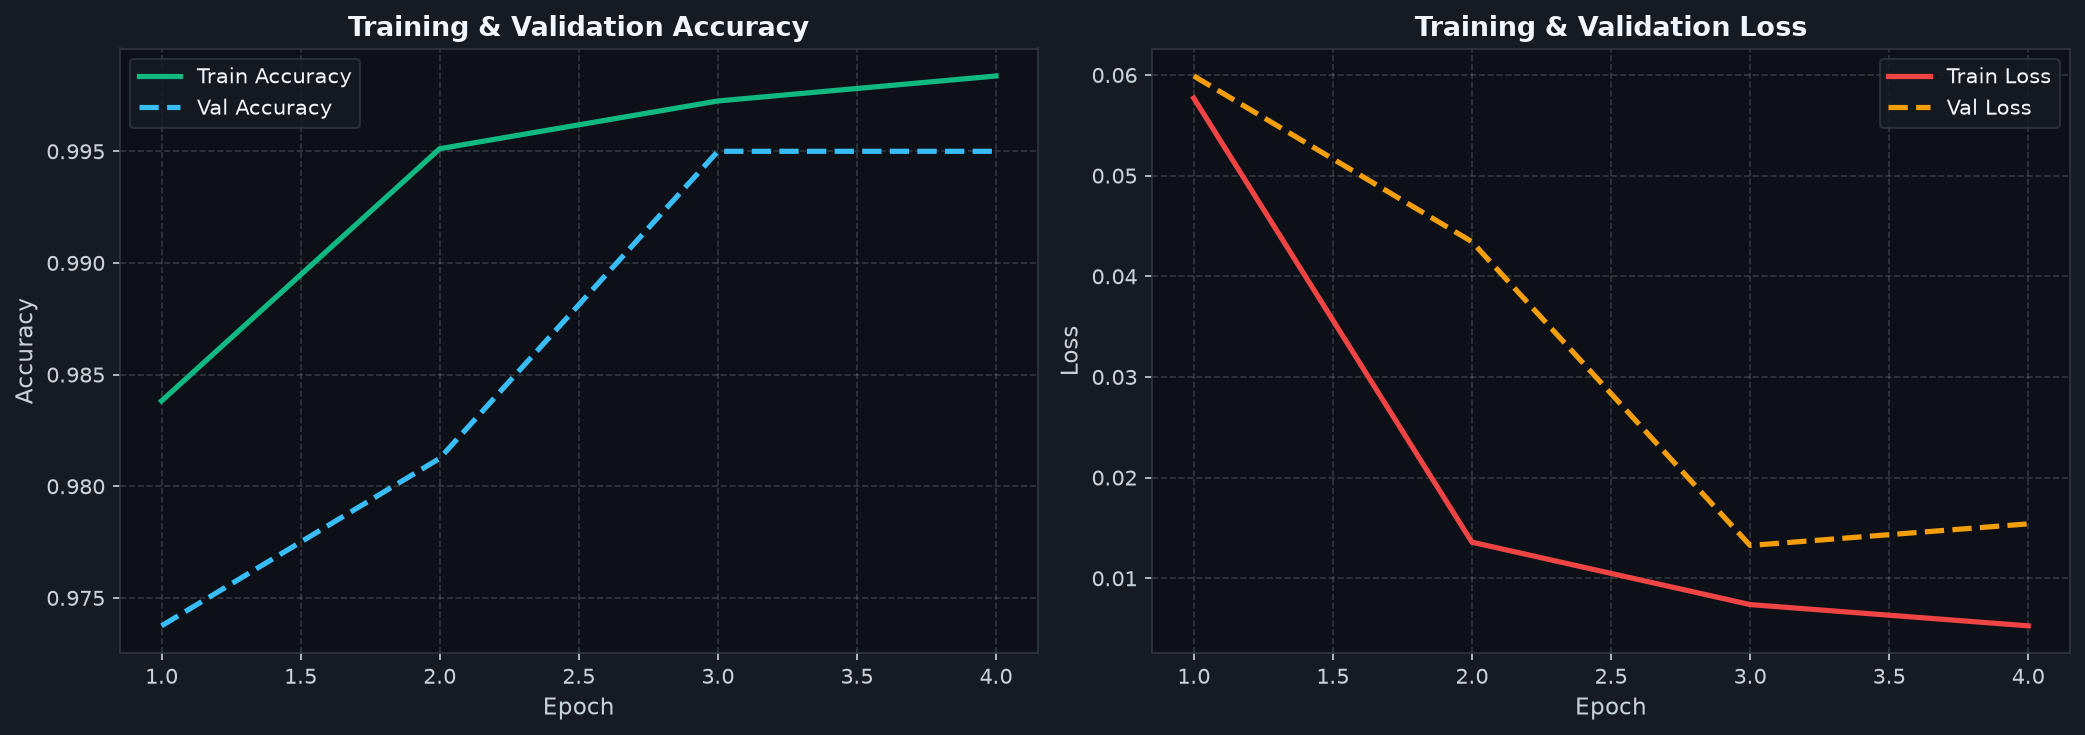 Training & Validation Accuracy
Train Accuracy
Val Accuracy
0.995
0.990
0.985
0.980
0.975
Accuracy
1.0 1.5 2.0 2.5 3.0 3.5 4.0
Epoch
Training & Validation Loss
Train Loss
Val Loss
0.06
0.05
0.04
0.03
0.02
0.01
Loss
1.0 1.5 2.0 2.5 3.0 3.5 4.0
Epoch